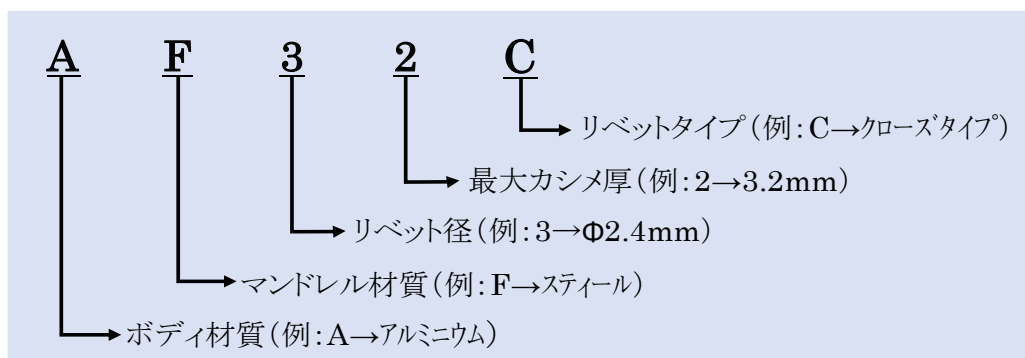 A F 3 2 C
リベットタイプ(例:C→クローズタイプ)
最大カシメ厚(例:2→3.2mm)
リベット径(例:3→Φ2.4mm)
マンドレル材質(例:F→スティール)
ボディ材質(例:A→アルミニウム)